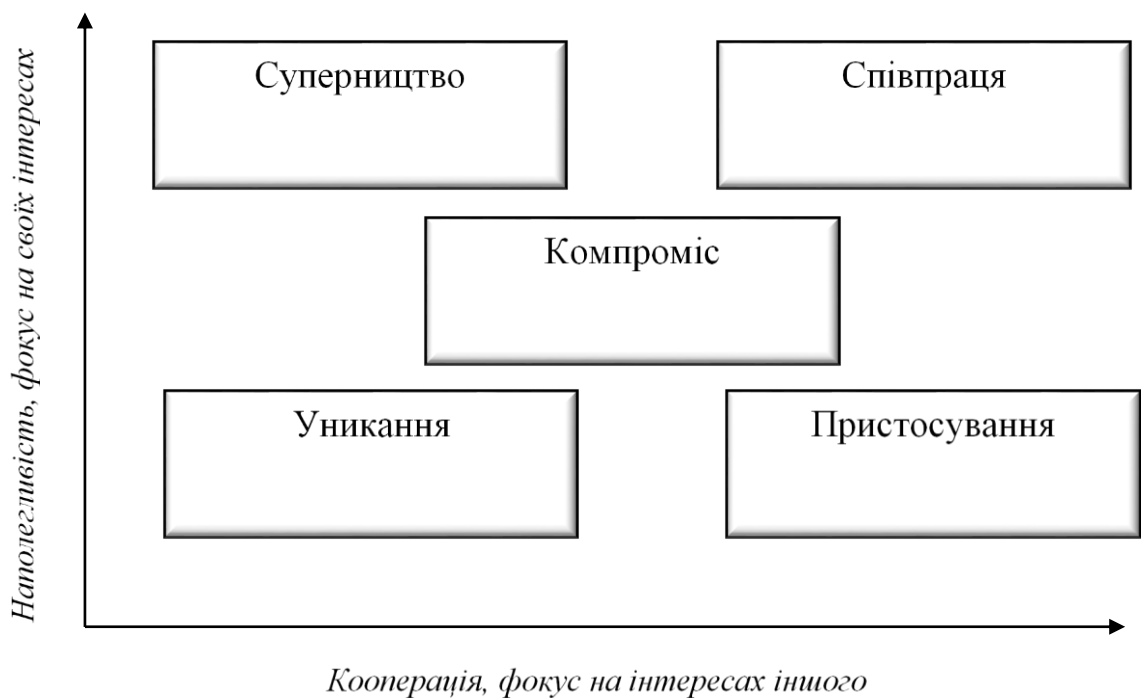 Наполегливість, фокус на своїх інтересах
Суперництво
Співпраця
Компроміс
Уникання
Пристосування
Кооперація, фокус на інтересах іншого